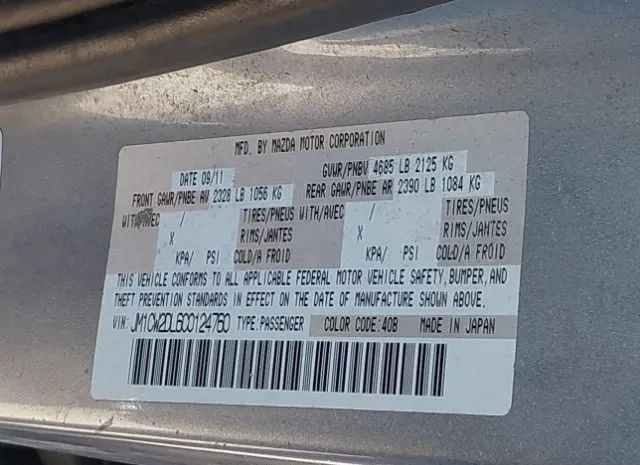 MFD. BY MAZDA MOTOR CORPORATION
DATE 09/11 GVWR/PNBV 4685 LB 2125 KG
FRONT GAWR/PNBE AV 2328 LB 1056 KG REAR GAWR/PNBE AR 2390 LB 1084 KG
WITH/AVEC / TIRES/PNEUS WITH/AVEC / TIRES/PNEUS
X RIMS/JANTES X RIMS/JANTES
KPA/ PSI COLD/A FROID KPA/ PSI COLD/A FROID
THIS VEHICLE CONFORMS TO ALL APPLICABLE FEDERAL MOTOR VEHICLE SAFETY, BUMPER, AND
THEFT PREVENTION STANDARDS IN EFFECT ON THE DATE OF MANUFACTURE SHOWN ABOVE.
VIN: JM1CW2DL6C0124760 TYPE: PASSENGER COLOR CODE: 40B MADE IN JAPAN